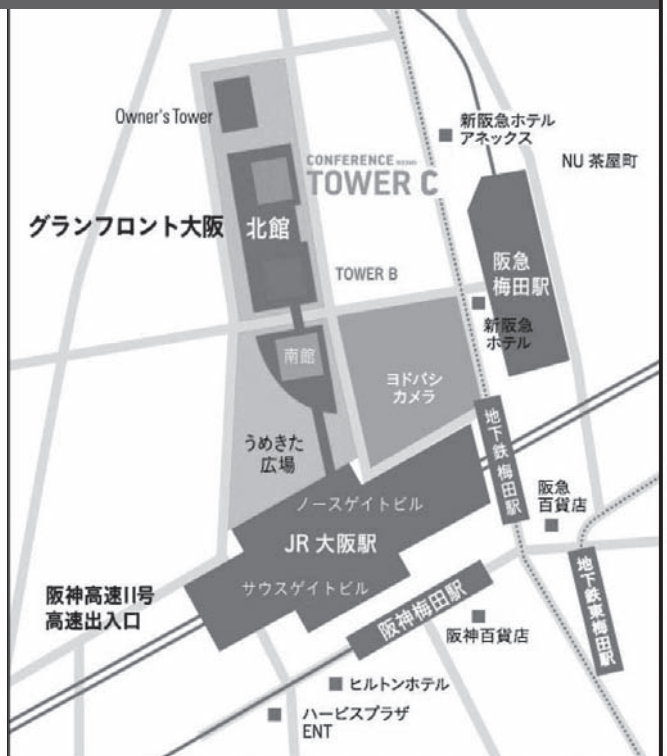 Owner's Tower
新阪急ホテル
アネックス
CONFERENCE
TOWER C
NU 茶屋町
グランフロント大阪
北館
阪急
梅田駅
TOWER B
新阪急
ホテル
南館
ヨドバシ
カメラ
うめきた
広場
地下鉄梅田駅
阪急
百貨店
ノースゲイトビル
JR 大阪駅
サウスゲイトビル
阪神高速11号
高速出入口
阪神梅田駅
阪神百貨店
地下鉄東梅田駅
ヒルトンホテル
ハービスプラザ
ENT